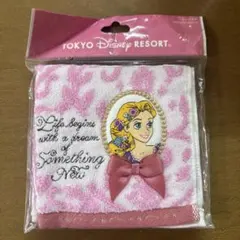 TOKYO Disney RESORT®
Life begins
with a dream of
Something
New